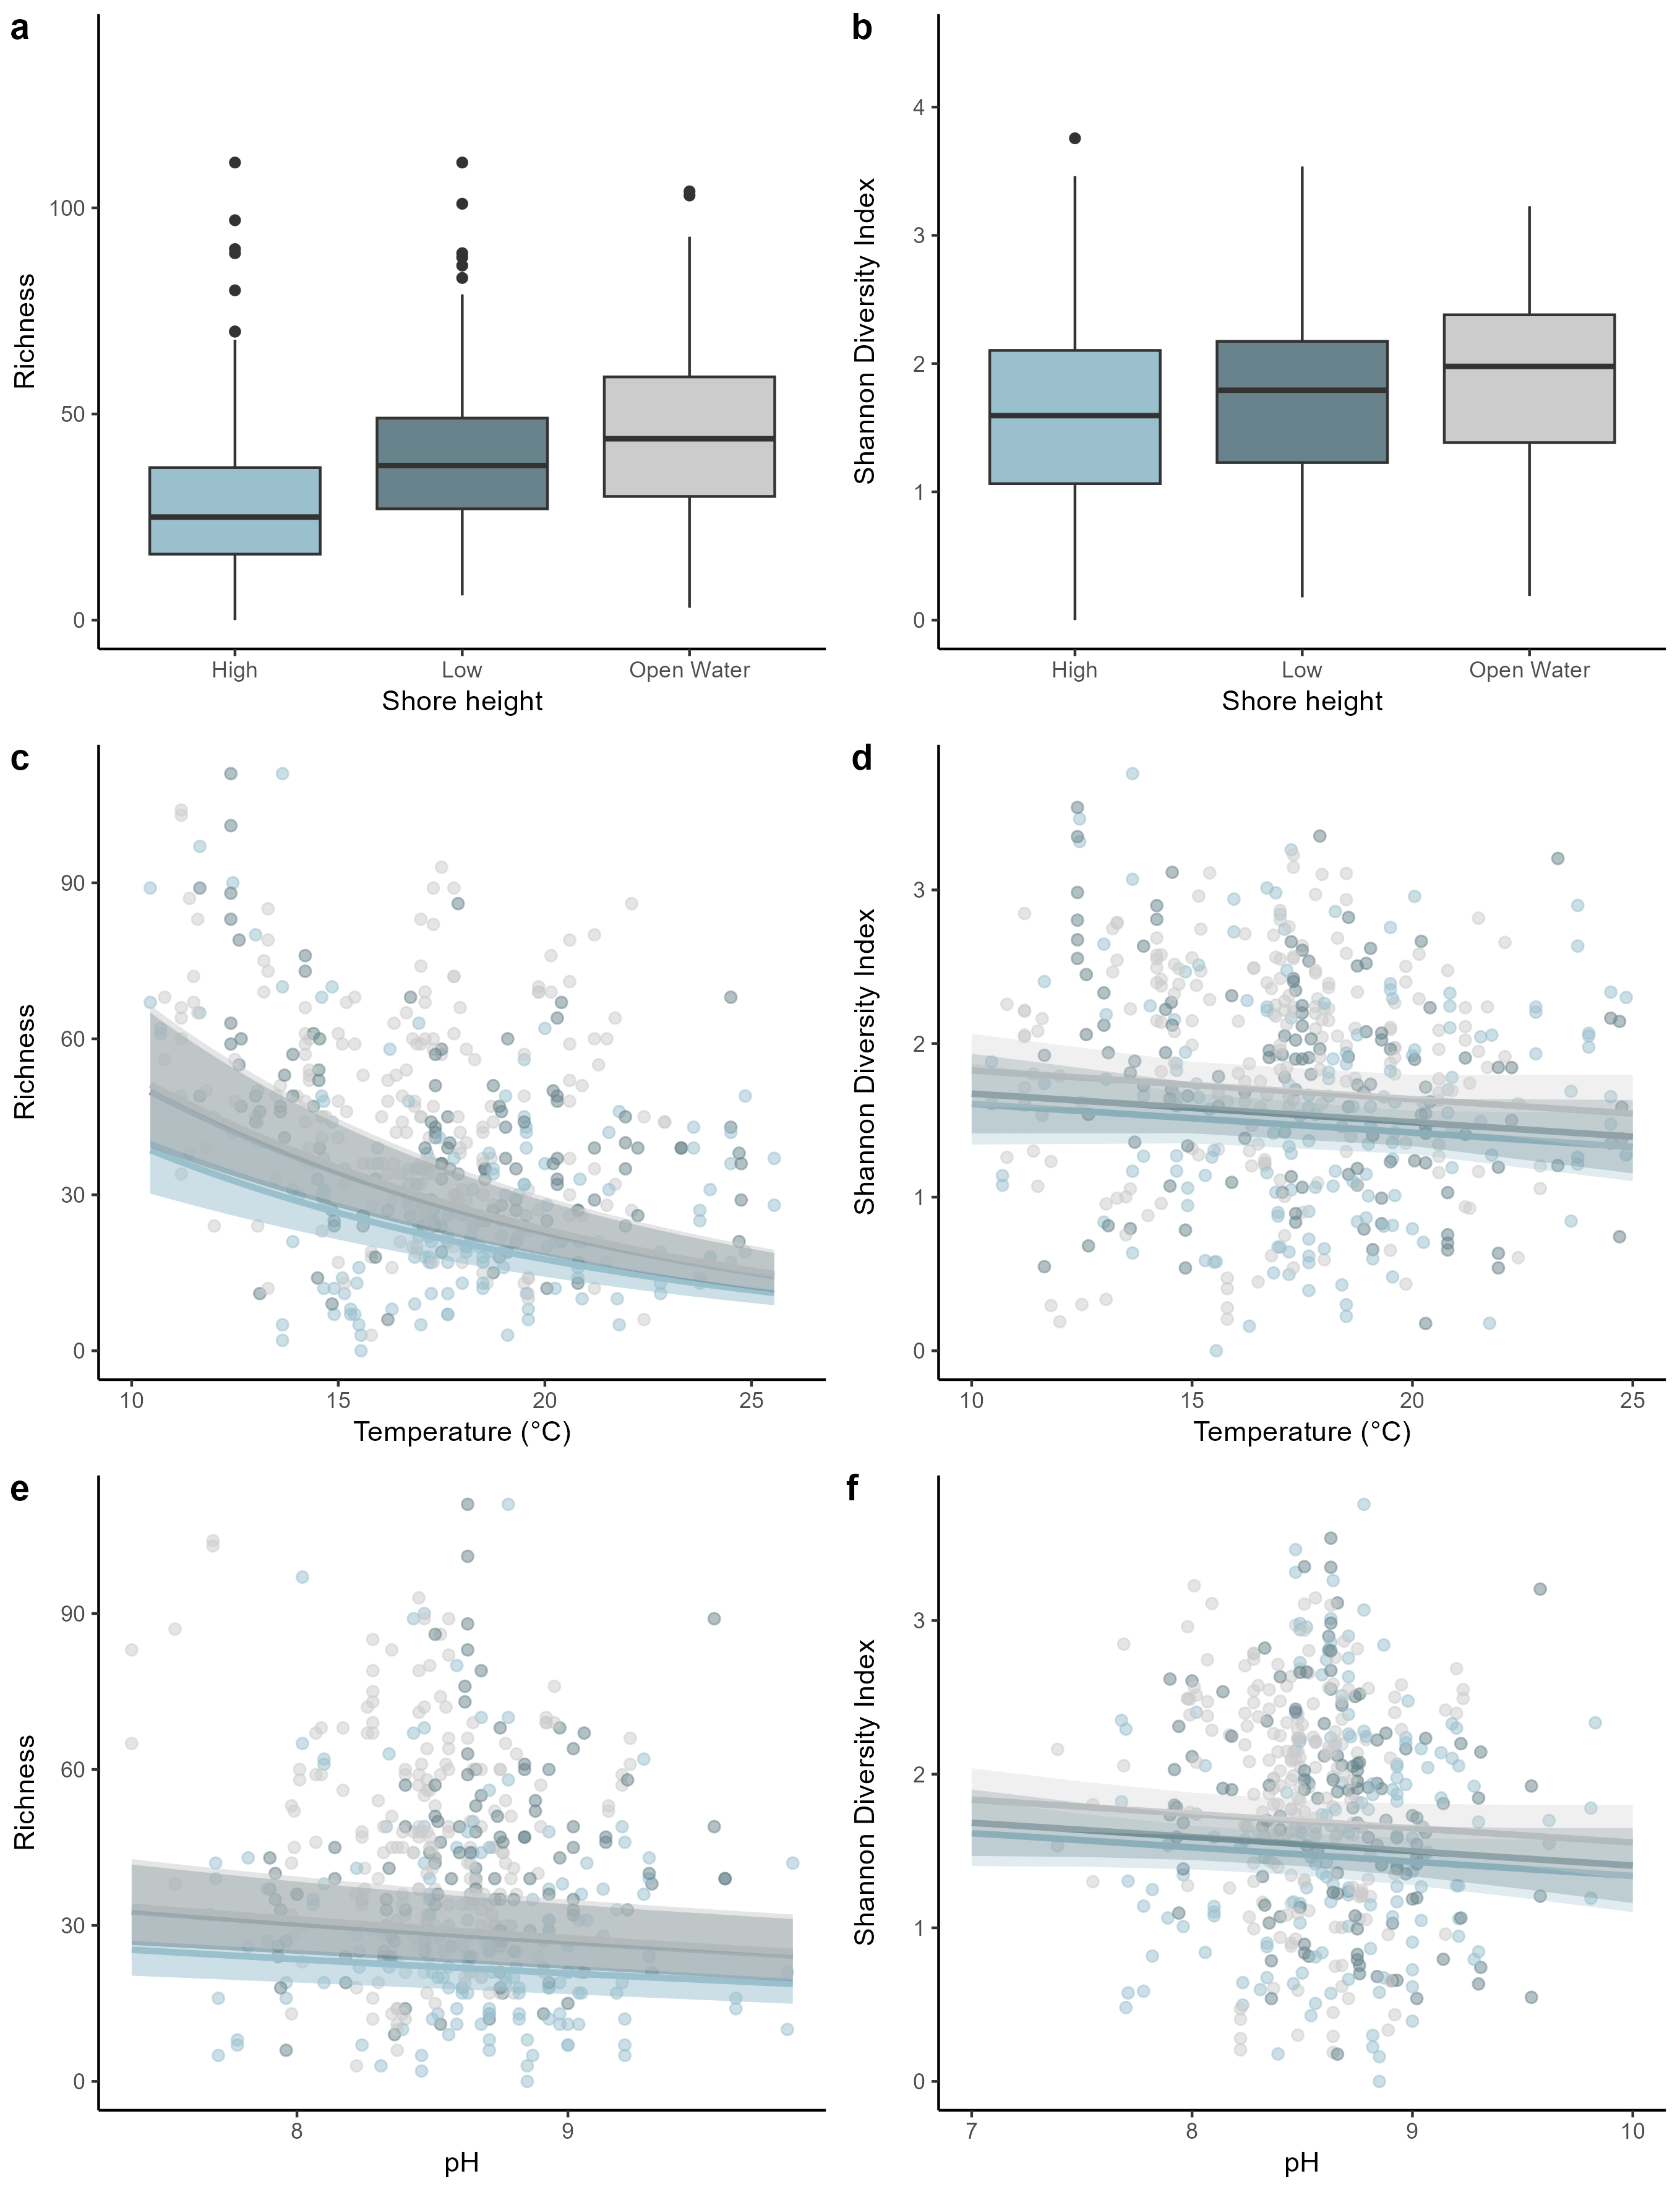 a
Richness
100
50
0
High Low Open Water
Shore height
b
Shannon Diversity Index
4
3
2
1
0
High Low Open Water
Shore height
c
Richness
90
60
30
0
10 15 20 25
Temperature (°C)
d
Shannon Diversity Index
3
2
1
0
10 15 20 25
Temperature (°C)
e
Richness
90
60
30
0
8 9
pH
f
Shannon Diversity Index
3
2
1
0
7 8 9 10
pH